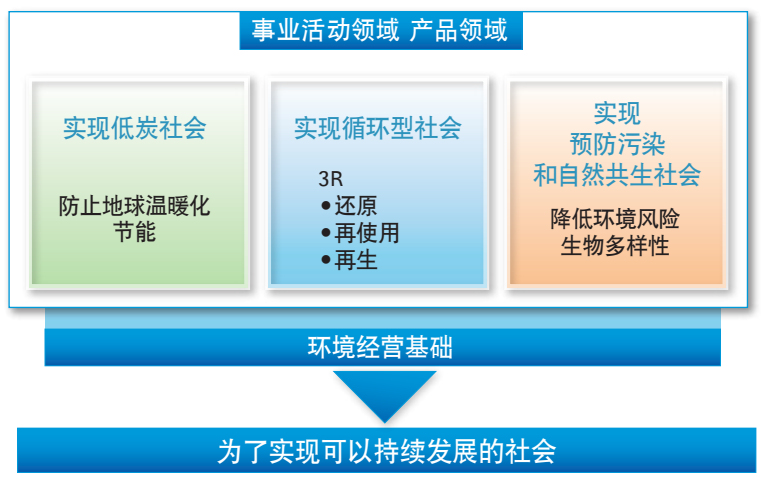 事业活动领域 产品领域
实现低炭社会
防止地球温暖化
节能
实现循环型社会
3R
●还原
●再使用
●再生
实现
预防污染
和自然共生社会
降低环境风险
生物多样性
环境经营基础
为了实现可以持续发展的社会